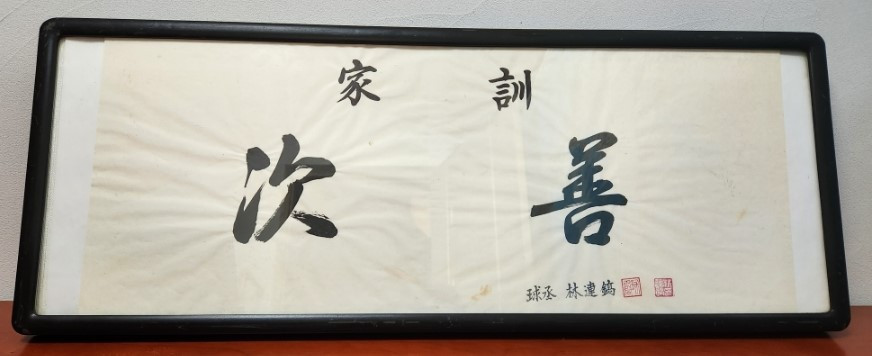 家訓
次善
球丞 林連鎬